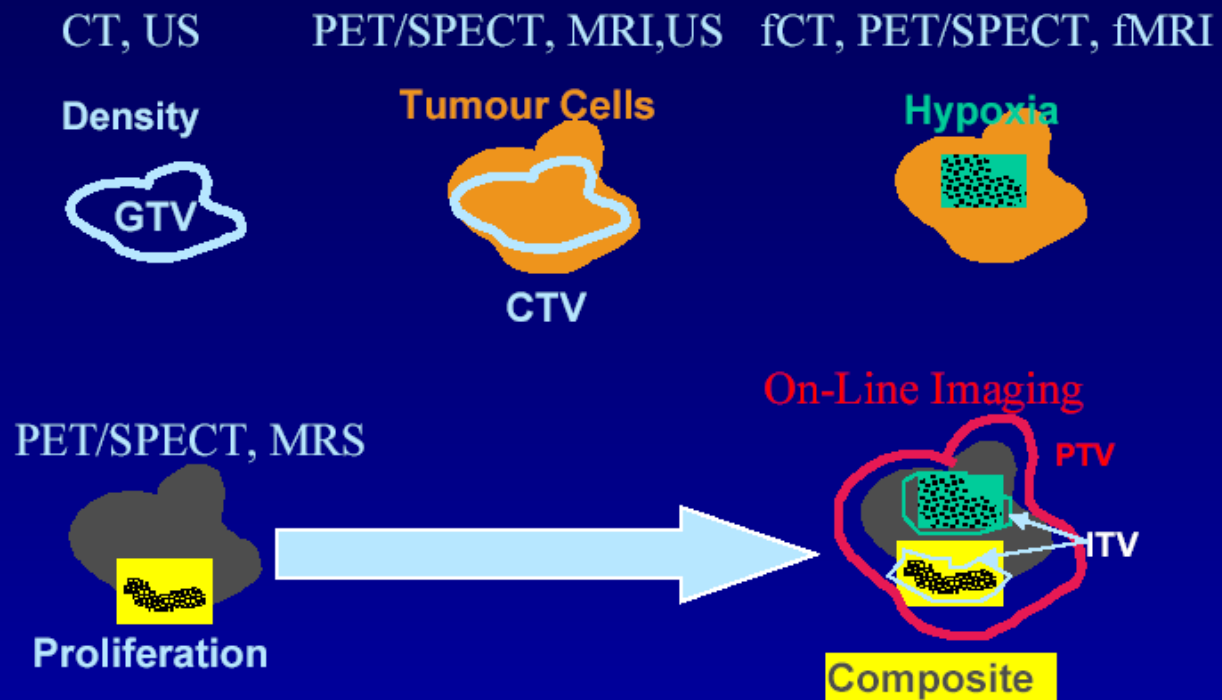 CT, US
PET/SPECT, MRI,US
fCT, PET/SPECT, fMRI
Density
Tumour Cells
Hypoxia
GTV
CTV
On-Line Imaging
PET/SPECT, MRS
PTV
ITV
Proliferation
Composite